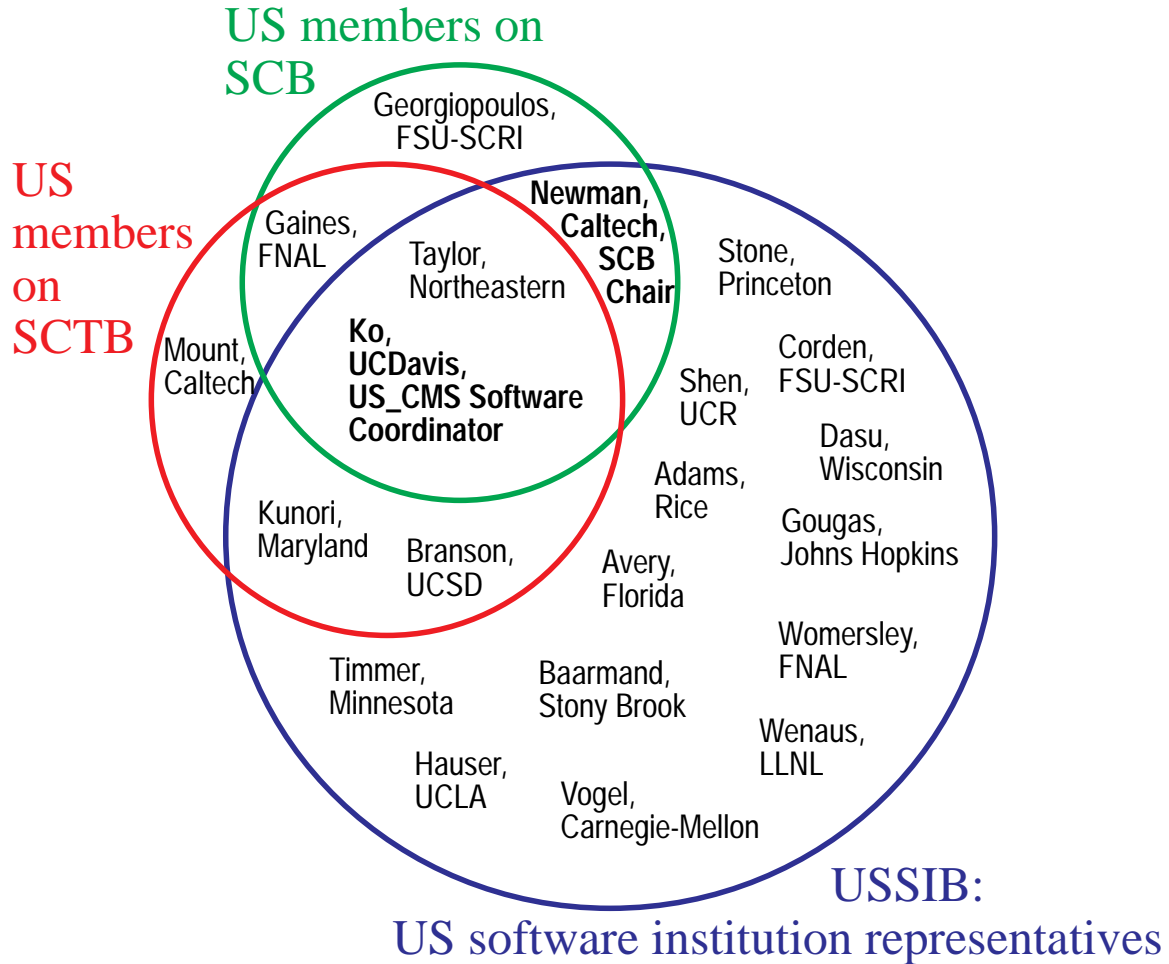 US members on
SCB
Georgiopoulos,
FSU-SCRI
US
members
on
SCTB
Gaines,
FNAL
Taylor,
Northeastern
Newman,
Caltech,
SCB
Chair
Stone,
Princeton
Mount,
Caltech
Ko,
UCDavis,
US_CMS Software
Coordinator
Shen,
UCR
Corden,
FSU-SCRI
Dasu,
Wisconsin
Adams,
Rice
Kunori,
Maryland
Branson,
UCSD
Avery,
Florida
Gougas,
Johns Hopkins
Womersley,
FNAL
Timmer,
Minnesota
Baarmand,
Stony Brook
Wenaus,
LLNL
Hauser,
UCLA
Vogel,
Carnegie-Mellon
USSIB:
US software institution representatives